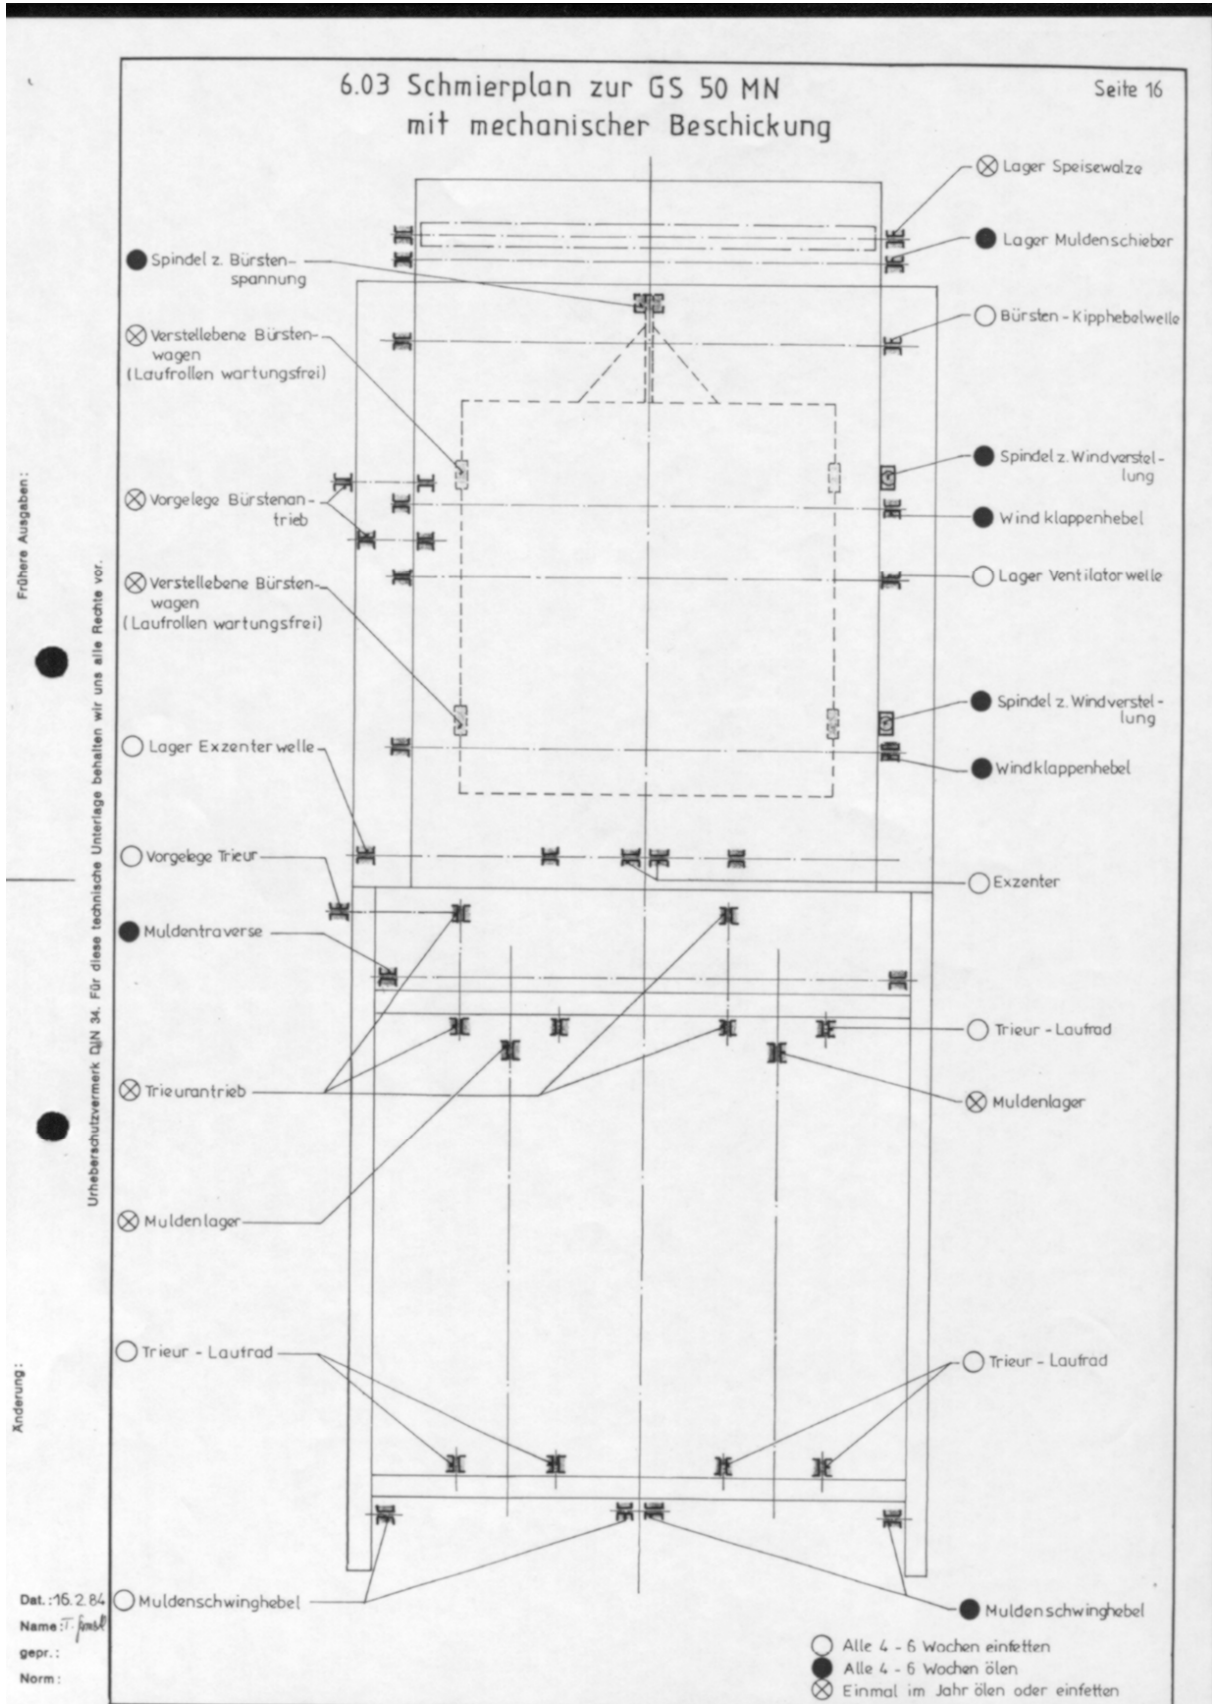 6.03 Schmierplan zur GS 50 MN
mit mechanischer Beschickung
Seite 16
Lager Speisewalze
Lager Muldenschieber
Spindel z. Bürsten-
spannung
Bürsten - Kipphebelwelle
Verstellebene Bürsten-
wagen
(Laufrollen wartungsfrei)
Spindel z. Windverstel-
lung
Vorgelege Bürstenan-
trieb
Wind klappenhebel
Verstellebene Bürsten-
wagen
(Laufrollen wartungsfrei)
Lager Ventilatorwelle
Spindel z. Windverstel-
lung
Lager Exzenterwelle
Windklappenhebel
Vorgelege Trieur
Exzenter
Muldentraverse
Trieur - Laufrad
Trieurantrieb
Muldenlager
Muldenlager
Trieur - Laufrad
Trieur - Laufrad
Muldenschwinghebel
Muldenschwinghebel
Alle 4 - 6 Wochen einfetten
Alle 4 - 6 Wochen ölen
Einmal im Jahr ölen oder einfetten
Frühere Ausgaben:
Urheberschutzvermerk DIN 34. Für diese technische Unterlage behalten wir uns alle Rechte vor.
Änderung:
Dat.: 16.2.84
Name:
gepr.:
Norm: